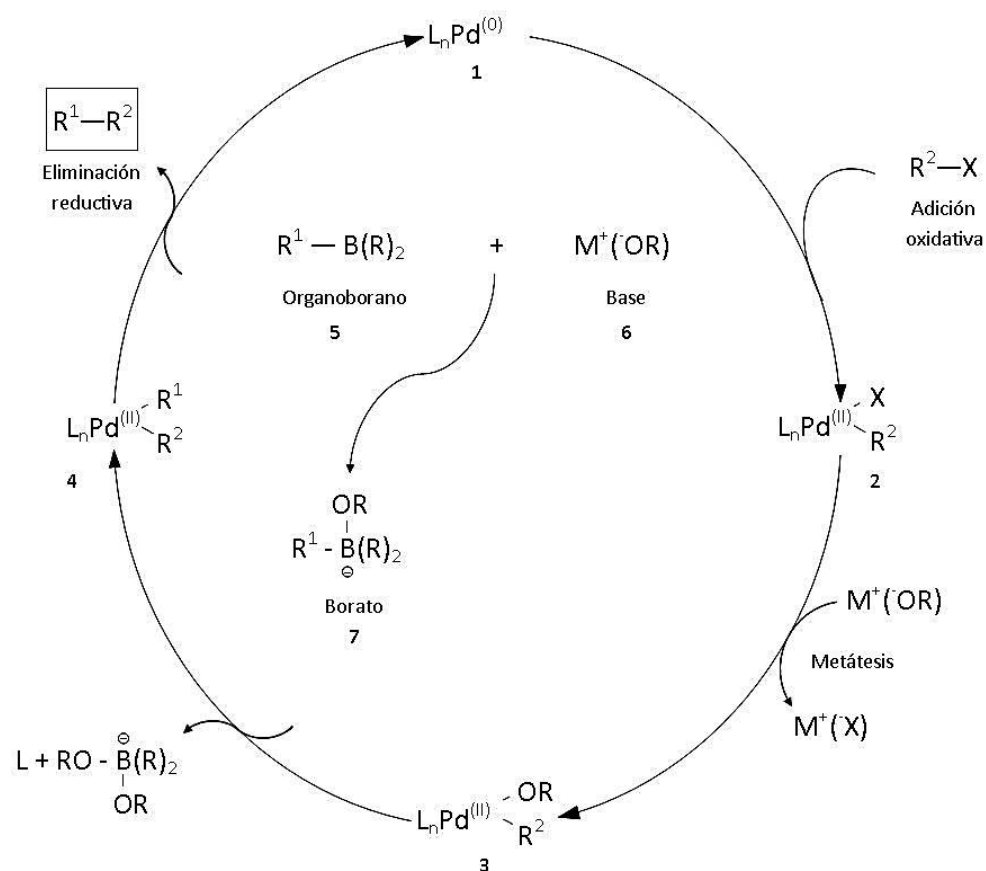 LₙPd⁽⁰⁾
1
R¹—R²
Eliminación
reductiva
R²—X
Adición
oxidativa
R¹ — B(R)₂ + M⁺(⁻OR)
Organoborano Base
5 6
LₙPd⁽ᴵᴵ⁾
R¹
R²
4
LₙPd⁽ᴵᴵ⁾
X
R²
2
OR
R¹ - B(R)₂
⊖
Borato
7
M⁺(⁻OR)
Metátesis
M⁺(⁻X)
⊖
L + RO - B(R)₂
OR
LₙPd⁽ᴵᴵ⁾
OR
R²
3